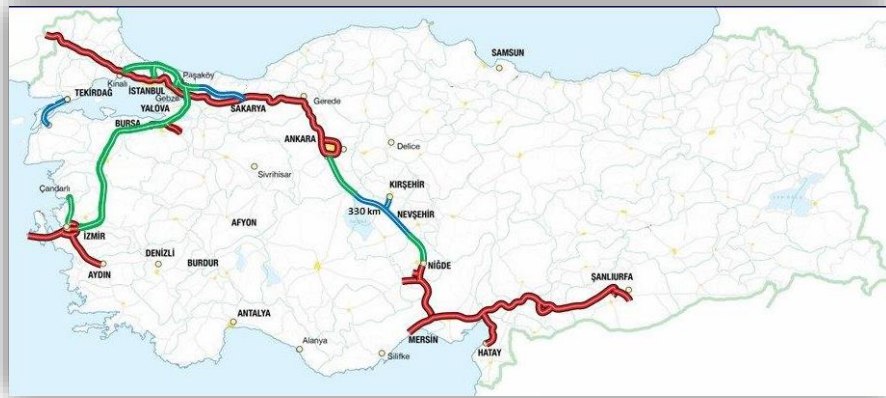 SAMSUN
Paşaköy
Kınalı
TEKİRDAĞ
İSTANBUL
Gebze
YALOVA
SAKARYA
Gerede
BURSA
ANKARA
Delice
Sivrihisar
Çandarlı
KIRŞEHİR
330 km
NEVŞEHİR
AFYON
İZMİR
DENİZLİ
BURDUR
NİĞDE
AYDIN
ŞANLIURFA
ANTALYA
MERSİN
Alanya
Silifke
HATAY